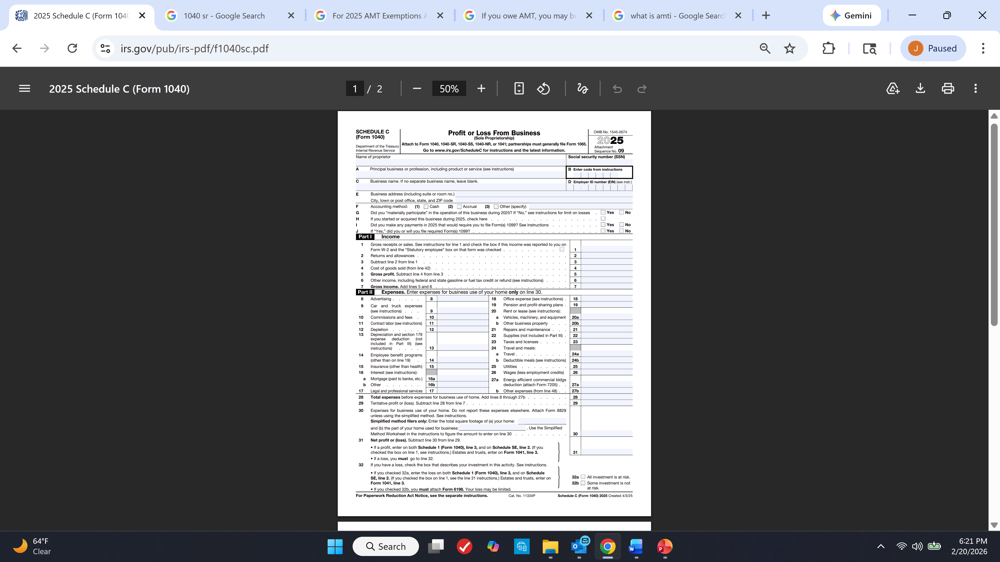 2025 Schedule C (Form 104
1040 sr - Google Search
For 2025 AMT Exemptions A
If you owe AMT, you may be
what is amti - Google Searc
Gemini
irs.gov/pub/irs-pdf/f1040sc.pdf
J Paused
2025 Schedule C (Form 1040)
1 / 2
50%
SCHEDULE C
(Form 1040)
Department of the Treasury
Internal Revenue Service
Profit or Loss From Business
(Sole Proprietorship)
Attach to Form 1040, 1040-SR, 1040-SS, 1040-NR, or 1041; partnerships must generally file Form 1065.
Go to www.irs.gov/ScheduleC for instructions and the latest information.
OMB No. 1545-0074
2025
Attachment
Sequence No. 09
Name of proprietor
Social security number (SSN)
A Principal business or profession, including product or service (see instructions)
B Enter code from instructions
C Business name. If no separate business name, leave blank.
D Employer ID number (EIN) (see instr.)
E Business address (including suite or room no.)
City, town or post office, state, and ZIP code
F Accounting method: (1) Cash (2) Accrual (3) Other (specify)
G Did you “materially participate” in the operation of this business during 2025? If “No,” see instructions for limit on losses . Yes No
H If you started or acquired this business during 2025, check here
I Did you make any payments in 2025 that would require you to file Form(s) 1099? See instructions Yes No
J If “Yes,” did you or will you file required Form(s) 1099? Yes No
Part I Income
1 Gross receipts or sales. See instructions for line 1 and check the box if this income was reported to you on
Form W-2 and the “Statutory employee” box on that form was checked 1
2 Returns and allowances 2
3 Subtract line 2 from line 1 3
4 Cost of goods sold (from line 42) 4
5 Gross profit. Subtract line 4 from line 3 5
6 Other income, including federal and state gasoline or fuel tax credit or refund (see instructions) 6
7 Gross income. Add lines 5 and 6 7
Part II Expenses. Enter expenses for business use of your home only on line 30.
8 Advertising 8
9 Car and truck expenses
(see instructions) 9
10 Commissions and fees 10
11 Contract labor (see instructions) 11
12 Depletion 12
13 Depreciation and section 179
expense deduction (not
included in Part III) (see
instructions) 13
14 Employee benefit programs
(other than on line 19) 14
15 Insurance (other than health) 15
16 Interest (see instructions):
a Mortgage (paid to banks, etc.) 16a
b Other 16b
17 Legal and professional services 17
18 Office expense (see instructions) 18
19 Pension and profit-sharing plans 19
20 Rent or lease (see instructions):
a Vehicles, machinery, and equipment 20a
b Other business property 20b
21 Repairs and maintenance 21
22 Supplies (not included in Part III) 22
23 Taxes and licenses 23
24 Travel and meals:
a Travel 24a
b Deductible meals (see instructions) 24b
25 Utilities 25
26 Wages (less employment credits) 26
27a Energy efficient commercial bldgs
deduction (attach Form 7205) 27a
b Other expenses (from line 48) 27b
28 Total expenses before expenses for business use of home. Add lines 8 through 27b 28
29 Tentative profit or (loss). Subtract line 28 from line 7 29
30 Expenses for business use of your home. Do not report these expenses elsewhere. Attach Form 8829
unless using the simplified method. See instructions.
Simplified method filers only: Enter the total square footage of (a) your home:
and (b) the part of your home used for business: . Use the Simplified
Method Worksheet in the instructions to figure the amount to enter on line 30 30
31 Net profit or (loss). Subtract line 30 from line 29.
• If a profit, enter on both Schedule 1 (Form 1040), line 3, and on Schedule SE, line 2. (If you
checked the box on line 1, see instructions.) Estates and trusts, enter on Form 1041, line 3. 31
• If a loss, you must go to line 32.
32 If you have a loss, check the box that describes your investment in this activity. See instructions.
• If you checked 32a, enter the loss on both Schedule 1 (Form 1040), line 3, and on Schedule
SE, line 2. (If you checked the box on line 1, see the line 31 instructions.) Estates and trusts, enter on
Form 1041, line 3.
• If you checked 32b, you must attach Form 6198. Your loss may be limited.
32a All investment is at risk.
32b Some investment is not
at risk.
For Paperwork Reduction Act Notice, see the separate instructions. Cat. No. 11334P Schedule C (Form 1040) 2025 Created 4/3/25
64°F
Clear
Search
6:21 PM
2/20/2026